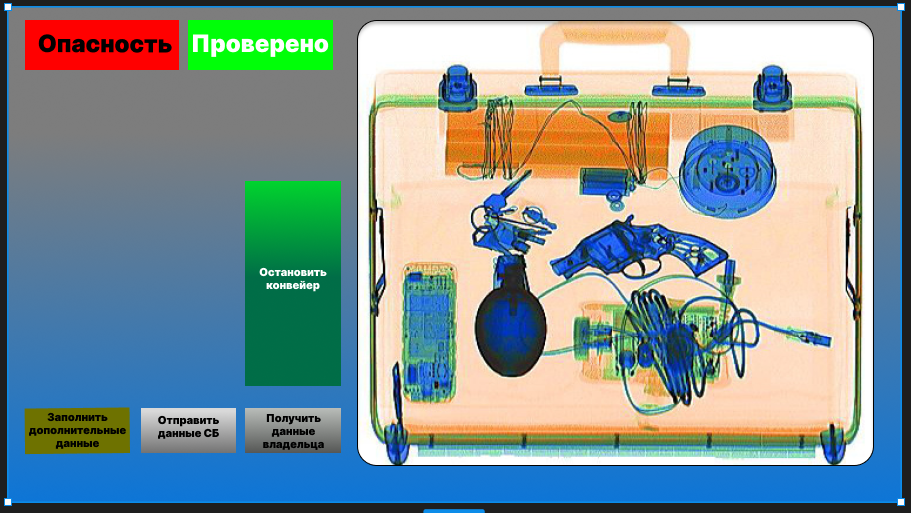 Опасность
Проверено
Остановить
конвейер
Заполнить
дополнительные
данные
Отправить
данные СБ
Получить
данные
владельца